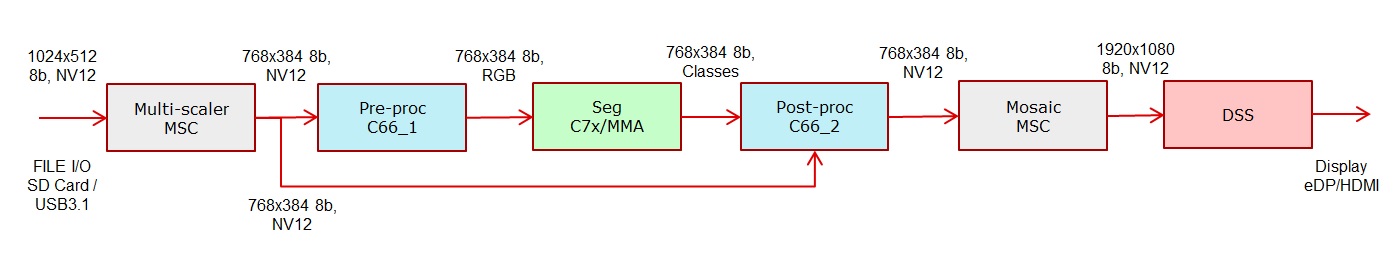 1024x512
8b, NV12
768x384 8b,
NV12
768x384 8b,
RGB
768x384 8b,
Classes
768x384 8b,
NV12
1920x1080
8b, NV12
Multi-scaler
MSC
Pre-proc
C66_1
Seg
C7x/MMA
Post-proc
C66_2
Mosaic
MSC
DSS
FILE I/O
SD Card /
USB3.1
768x384 8b,
NV12
Display
eDP/HDMI